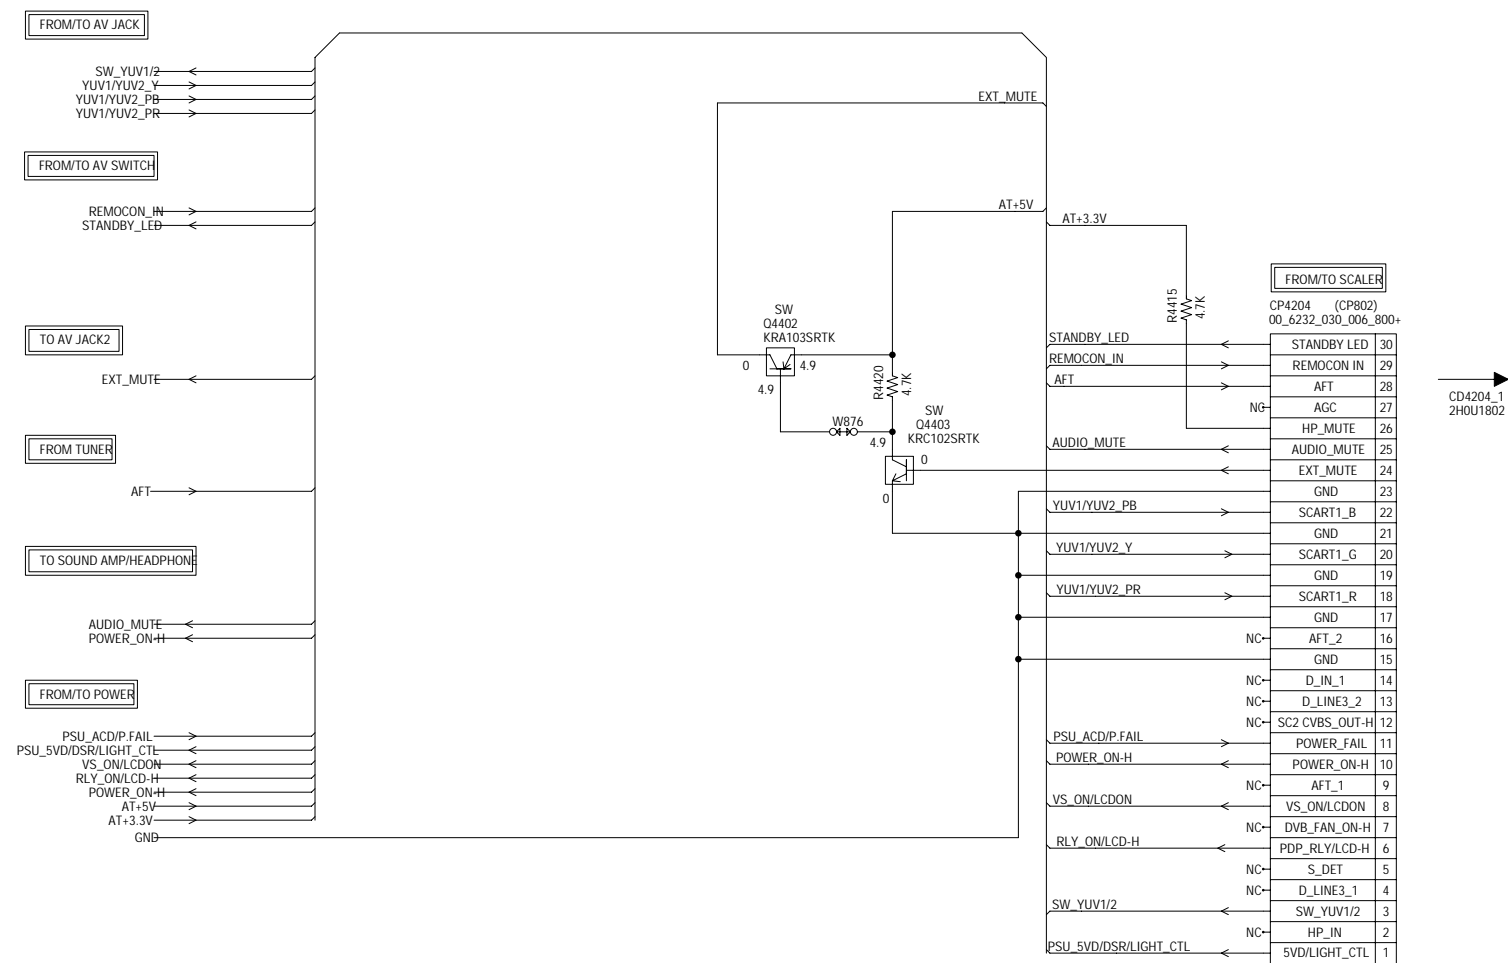 FROM/TO AV JACK
SW_YUV1/2
YUV1/YUV2_Y
YUV1/YUV2_PB
YUV1/YUV2_PR
FROM/TO AV SWITCH
REMOCON_IN
STANDBY_LED
TO AV JACK2
EXT_MUTE
FROM TUNER
AFT
TO SOUND AMP/HEADPHONE
AUDIO_MUTE
POWER_ON-H
FROM/TO POWER
PSU_ACD/P.FAIL
PSU_5VD/DSR/LIGHT_CTL
VS_ON/LCDON
RLY_ON/LCD-H
POWER_ON-H
AT+5V
AT+3.3V
GND
EXT_MUTE
AT+5V
AT+3.3V
R4415
4.7K
SW
Q4402
KRA103SRTK
0
4.9
4.9
R4420
4.7K
W876
4.9
SW
Q4403
KRC102SRTK
0
0
STANDBY_LED
REMOCON_IN
AFT
NC
AUDIO_MUTE
YUV1/YUV2_PB
YUV1/YUV2_Y
YUV1/YUV2_PR
NC
NC
NC
NC
PSU_ACD/P.FAIL
POWER_ON-H
NC
VS_ON/LCDON
NC
RLY_ON/LCD-H
NC
NC
SW_YUV1/2
NC
PSU_5VD/DSR/LIGHT_CTL
FROM/TO SCALER
CP4204 (CP802)
00_6232_030_006_800+
STANDBY LED 30
REMOCON IN 29
AFT 28
AGC 27
HP_MUTE 26
AUDIO_MUTE 25
EXT_MUTE 24
GND 23
SCART1_B 22
GND 21
SCART1_G 20
GND 19
SCART1_R 18
GND 17
AFT_2 16
GND 15
D_IN_1 14
D_LINE3_2 13
SC2 CVBS_OUT-H 12
POWER_FAIL 11
POWER_ON-H 10
AFT_1 9
VS_ON/LCDON 8
DVB_FAN_ON-H 7
PDP_RLY/LCD-H 6
S_DET 5
D_LINE3_1 4
SW_YUV1/2 3
HP_IN 2
5VD/LIGHT_CTL 1
CD4204_1
2H0U1802